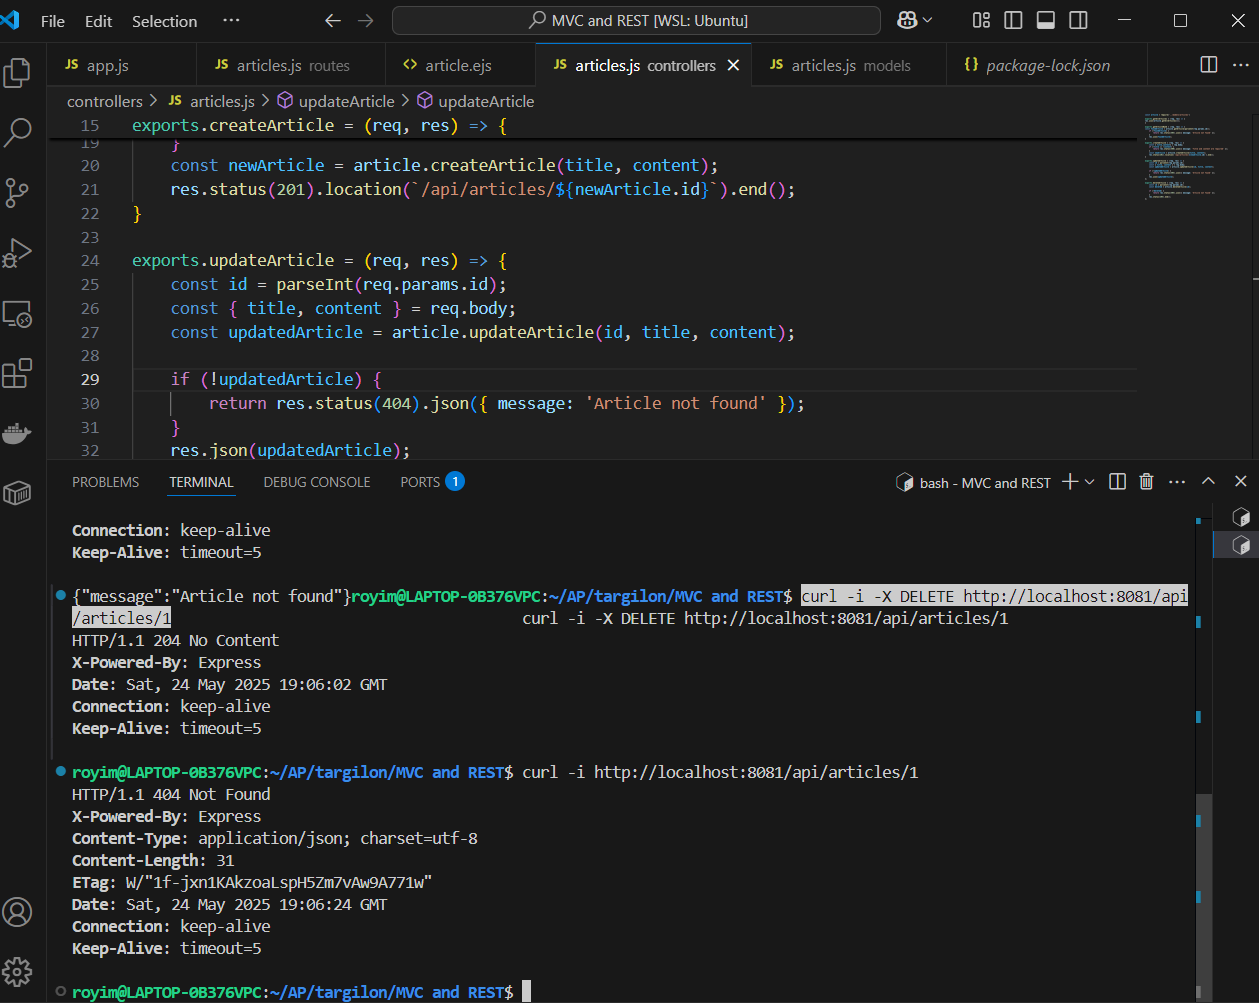 File Edit Selection ··· MVC and REST [WSL: Ubuntu]
JS app.js JS articles.js routes <> article.ejs JS articles.js controllers JS articles.js models {} package-lock.json
controllers > JS articles.js > updateArticle > updateArticle
15 exports.createArticle = (req, res) => {
19 }
20 const newArticle = article.createArticle(title, content);
21 res.status(201).location(`/api/articles/${newArticle.id}`).end();
22 }
23
24 exports.updateArticle = (req, res) => {
25 const id = parseInt(req.params.id);
26 const { title, content } = req.body;
27 const updatedArticle = article.updateArticle(id, title, content);
28
29 if (!updatedArticle) {
30 return res.status(404).json({ message: 'Article not found' });
31 }
32 res.json(updatedArticle);
PROBLEMS TERMINAL DEBUG CONSOLE PORTS 1 bash - MVC and REST
Connection: keep-alive
Keep-Alive: timeout=5
{"message":"Article not found"}royim@LAPTOP-0B376VPC:~/AP/targilon/MVC and REST$ curl -i -X DELETE http://localhost:8081/api
/articles/1 curl -i -X DELETE http://localhost:8081/api/articles/1
HTTP/1.1 204 No Content
X-Powered-By: Express
Date: Sat, 24 May 2025 19:06:02 GMT
Connection: keep-alive
Keep-Alive: timeout=5
royim@LAPTOP-0B376VPC:~/AP/targilon/MVC and REST$ curl -i http://localhost:8081/api/articles/1
HTTP/1.1 404 Not Found
X-Powered-By: Express
Content-Type: application/json; charset=utf-8
Content-Length: 31
ETag: W/"1f-jxn1KAkzoaLspH5Zm7vAw9A771w"
Date: Sat, 24 May 2025 19:06:24 GMT
Connection: keep-alive
Keep-Alive: timeout=5
royim@LAPTOP-0B376VPC:~/AP/targilon/MVC and REST$